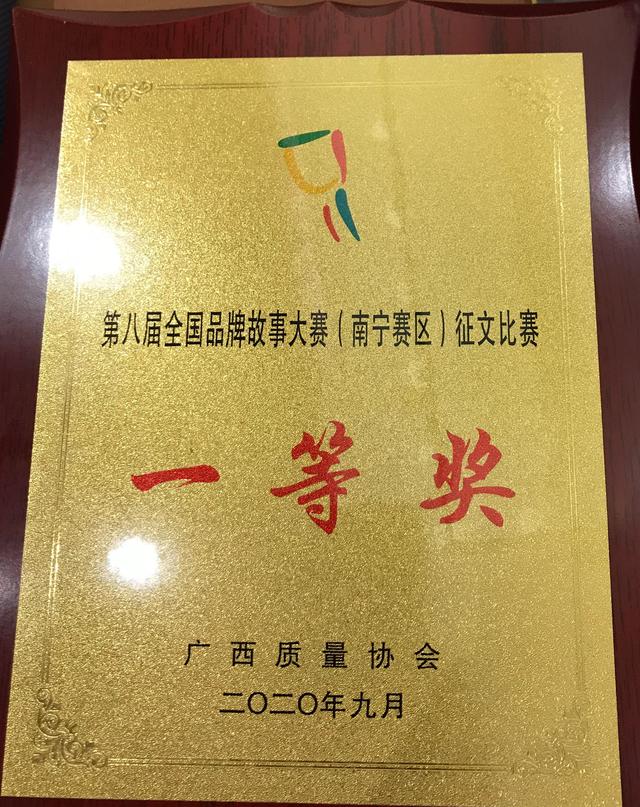 第八届全国品牌故事大赛（南宁赛区）征文比赛
一等奖
广西质量协会
二〇二〇年九月